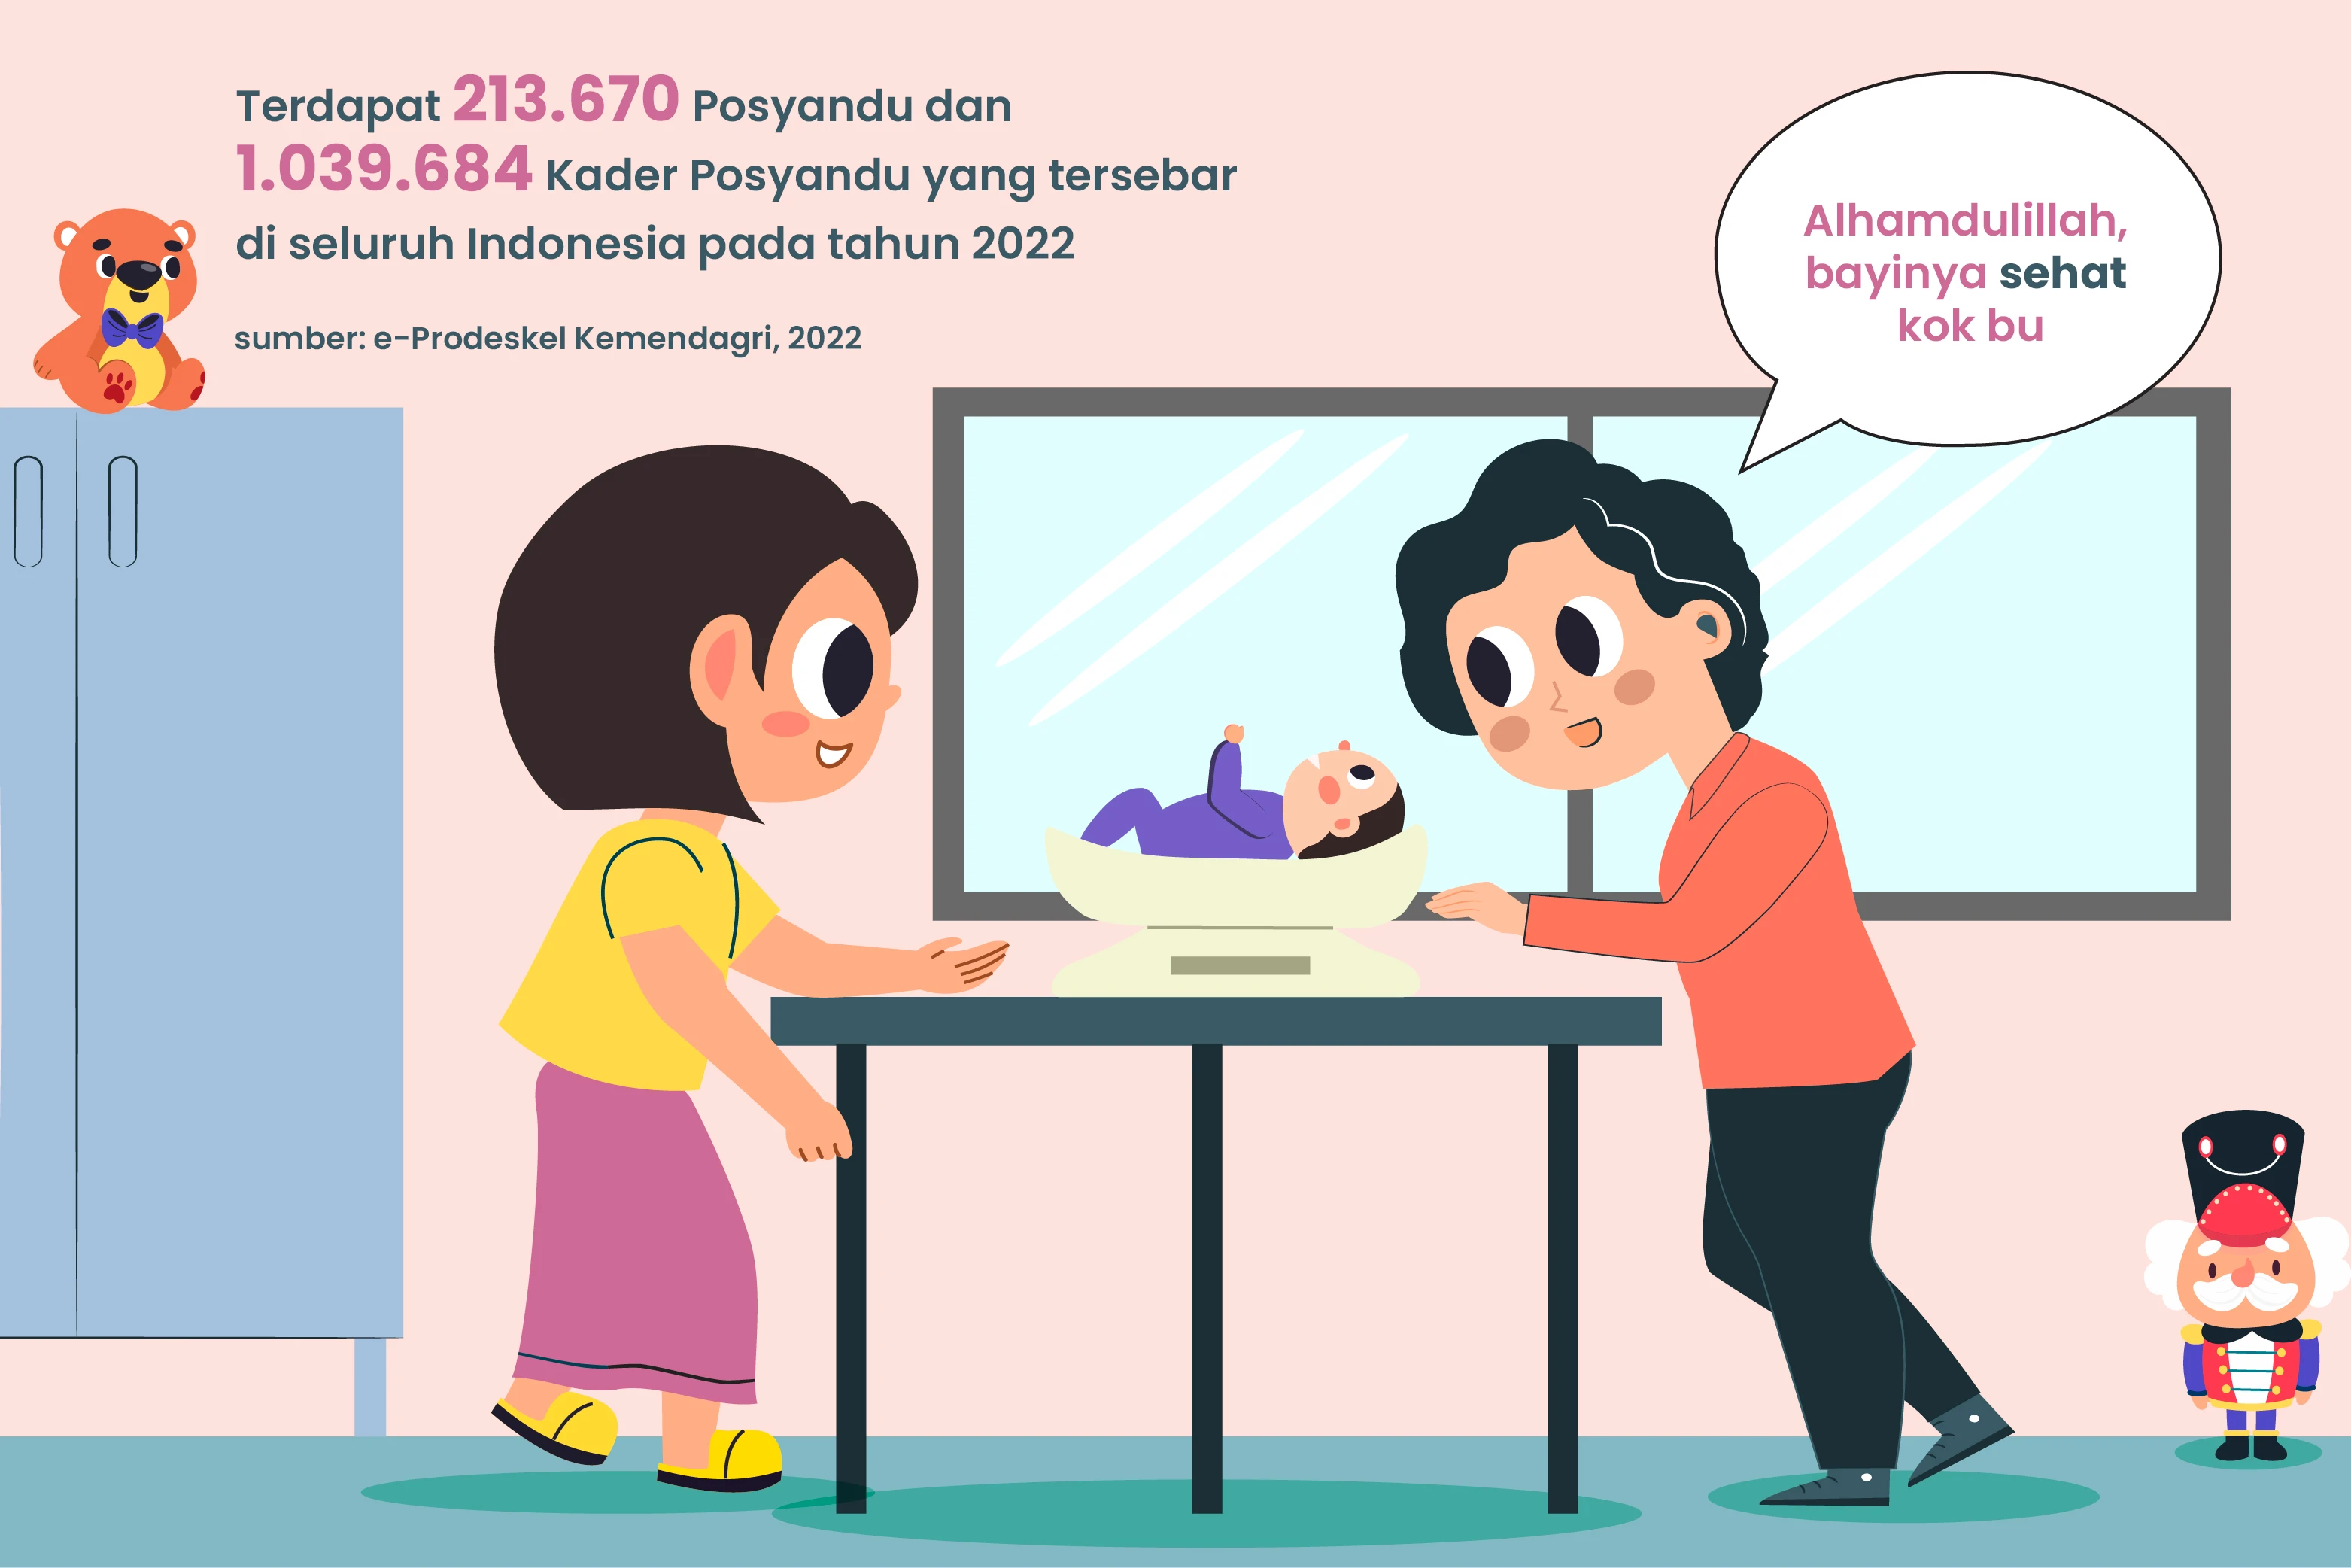 Terdapat 213.670 Posyandu dan
1.039.684 Kader Posyandu yang tersebar
di seluruh Indonesia pada tahun 2022
sumber: e-Prodeskel Kemendagri, 2022
Alhamdulillah,
bayinya sehat
kok bu